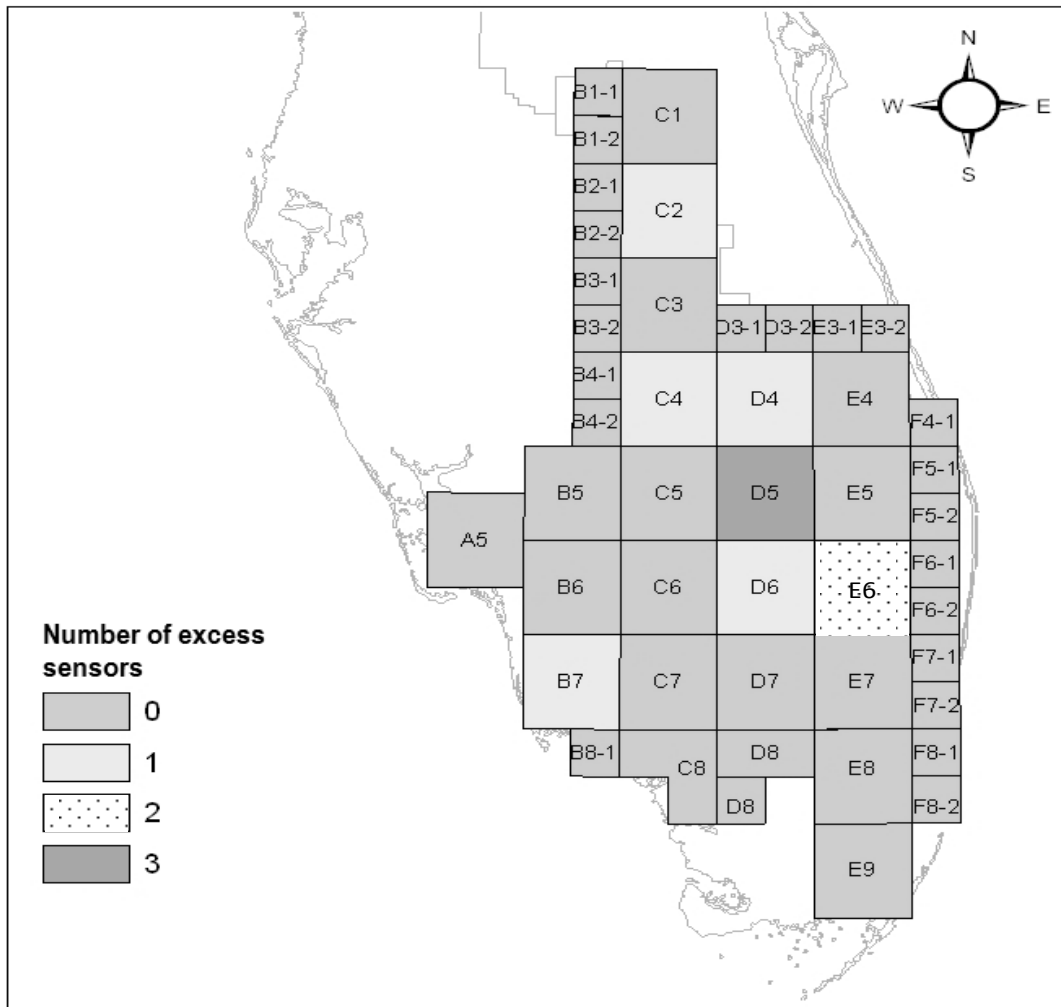 N
W E
S
B1-1
C1
B1-2
B2-1
C2
B2-2
B3-1
C3
B3-2 D3-1 D3-2 E3-1 E3-2
B4-1
C4 D4 E4
B4-2 F4-1
B5 C5 D5 E5 F5-1
F5-2
A5
B6 C6 D6 E6 F6-1
F6-2
B7 C7 D7 E7 F7-1
F7-2
B8-1 C8 D8 E8 F8-1
D8 F8-2
E9
Number of excess
sensors
0
1
2
3